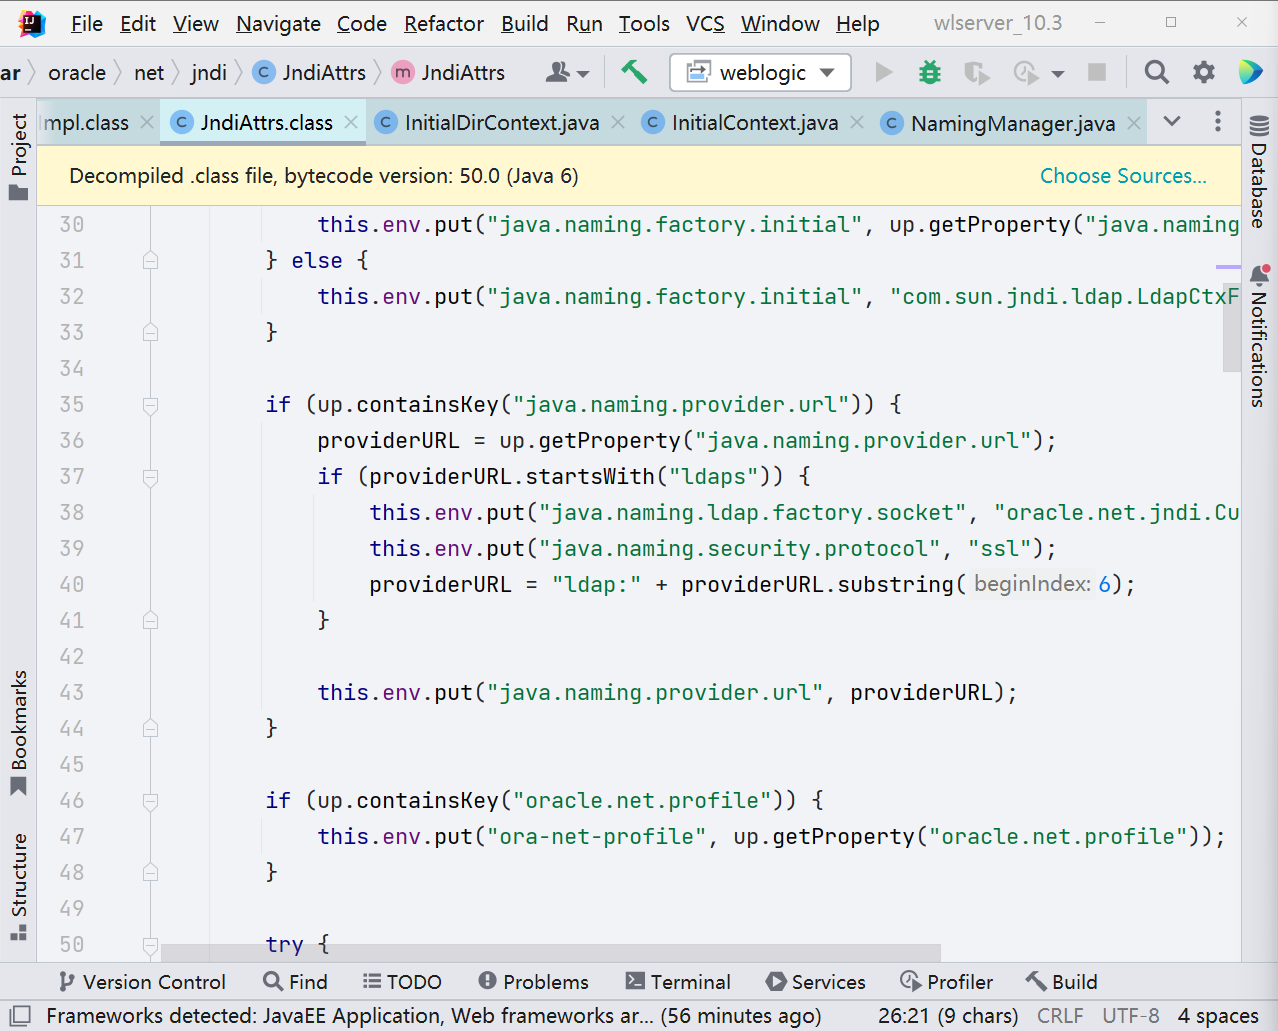 File Edit View Navigate Code Refactor Build Run Tools VCS Window Help wlserver_10.3
ar oracle net jndi JndiAttrs JndiAttrs weblogic
Impl.class JndiAttrs.class InitialDirContext.java InitialContext.java NamingManager.java
Decompiled .class file, bytecode version: 50.0 (Java 6) Choose Sources...
30 this.env.put("java.naming.factory.initial", up.getProperty("java.naming
31 } else {
32 this.env.put("java.naming.factory.initial", "com.sun.jndi.ldap.LdapCtxF
33 }
34
35 if (up.containsKey("java.naming.provider.url")) {
36 providerURL = up.getProperty("java.naming.provider.url");
37 if (providerURL.startsWith("ldaps")) {
38 this.env.put("java.naming.ldap.factory.socket", "oracle.net.jndi.Cu
39 this.env.put("java.naming.security.protocol", "ssl");
40 providerURL = "ldap:" + providerURL.substring( beginIndex: 6);
41 }
42
43 this.env.put("java.naming.provider.url", providerURL);
44 }
45
46 if (up.containsKey("oracle.net.profile")) {
47 this.env.put("ora-net-profile", up.getProperty("oracle.net.profile"));
48 }
49
50 try {
Project
Bookmarks
Structure
Database
Notifications
Version Control Find TODO Problems Terminal Services Profiler Build
Frameworks detected: JavaEE Application, Web frameworks ar... (56 minutes ago) 26:21 (9 chars) CRLF UTF-8 4 spaces